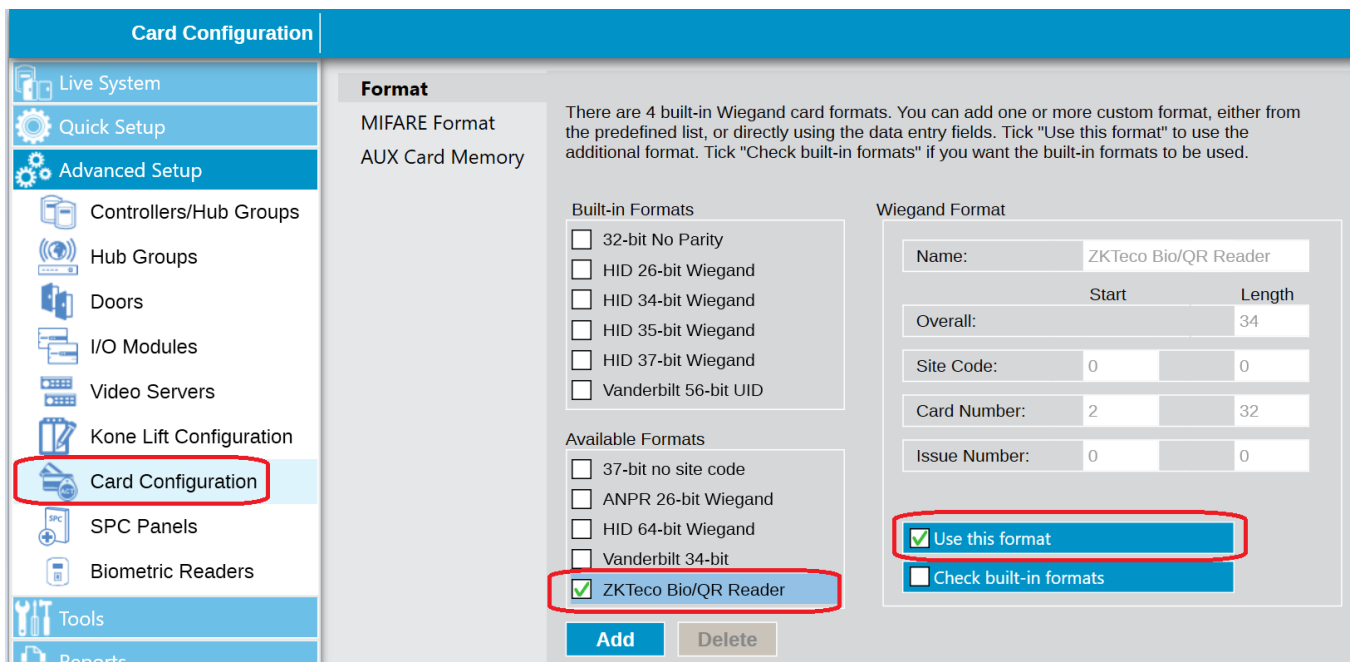 Card Configuration
Live System
Quick Setup
Advanced Setup
Controllers/Hub Groups
Hub Groups
Doors
I/O Modules
Video Servers
Kone Lift Configuration
Card Configuration
SPC Panels
Biometric Readers
Tools
Reports
Format
MIFARE Format
AUX Card Memory
There are 4 built-in Wiegand card formats. You can add one or more custom format, either from
the predefined list, or directly using the data entry fields. Tick "Use this format" to use the
additional format. Tick "Check built-in formats" if you want the built-in formats to be used.
Built-in Formats
32-bit No Parity
HID 26-bit Wiegand
HID 34-bit Wiegand
HID 35-bit Wiegand
HID 37-bit Wiegand
Vanderbilt 56-bit UID
Available Formats
37-bit no site code
ANPR 26-bit Wiegand
HID 64-bit Wiegand
Vanderbilt 34-bit
ZKTeco Bio/QR Reader
Add Delete
Wiegand Format
Name: ZKTeco Bio/QR Reader
Start Length
Overall: 34
Site Code: 0 0
Card Number: 2 32
Issue Number: 0 0
Use this format
Check built-in formats